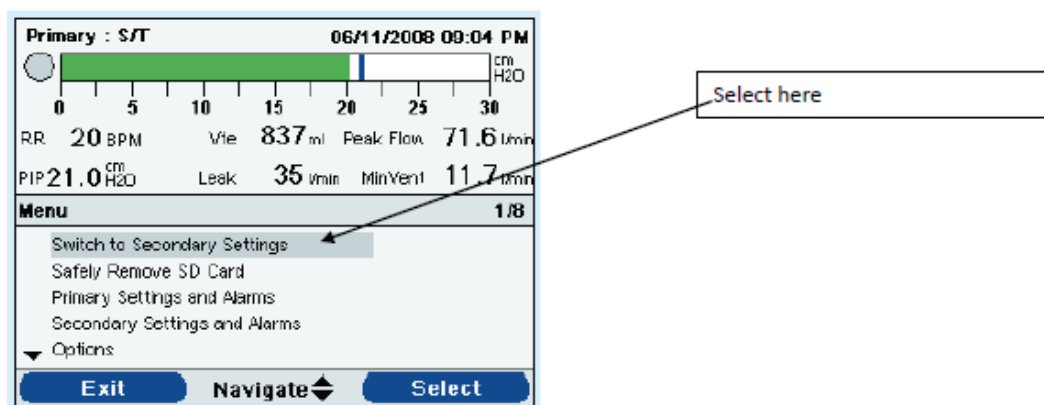 Primary : S/T 06/11/2008 09:04 PM
cm
H2O
0 5 10 15 20 25 30
RR 20 BPM Vte 837 ml Peak Flow 71.6 l/min
PIP 21.0 cm H2O Leak 35 l/min MinVent 11.7 l/min
Menu 1/8
Switch to Secondary Settings
Safely Remove SD Card
Primary Settings and Alarms
Secondary Settings and Alarms
Options
Exit Navigate Select
Select here